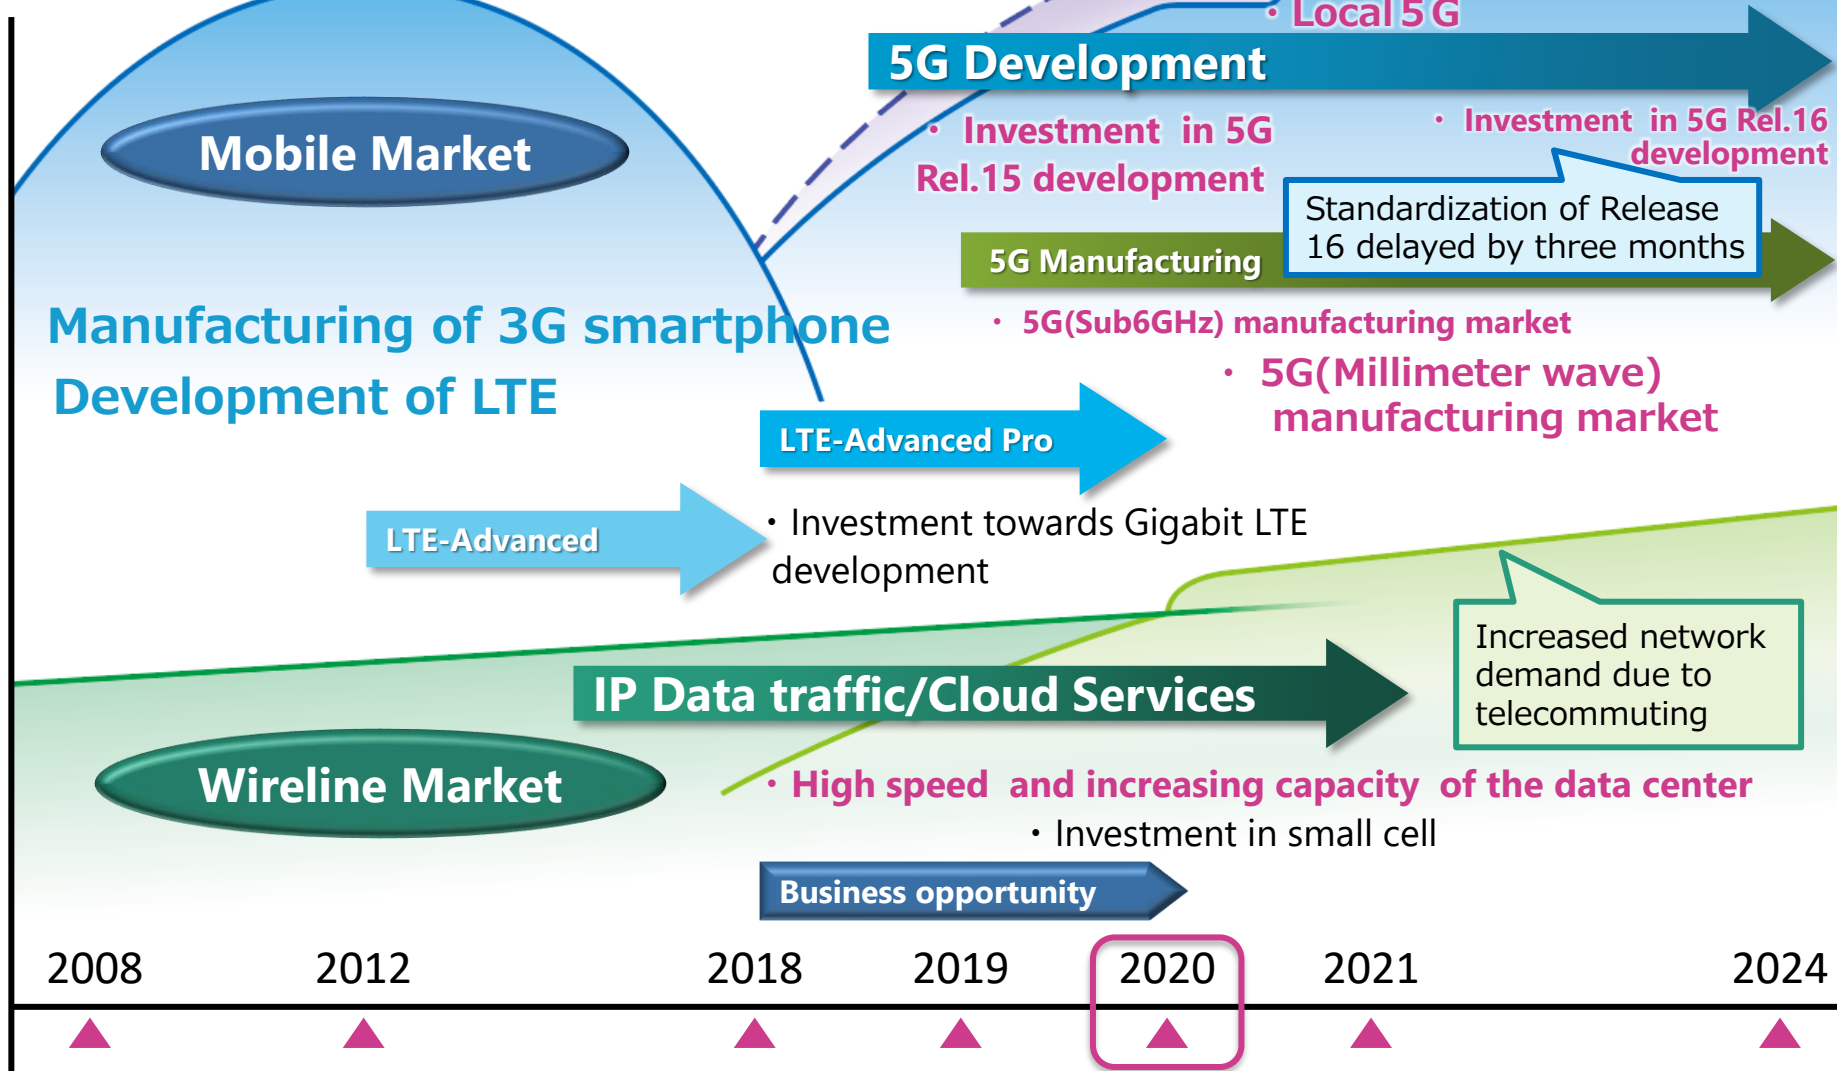 ・Local 5G
5G Development
Mobile Market
・ Investment in 5G
Rel.15 development
・ Investment in 5G Rel.16
development
Standardization of Release
16 delayed by three months
5G Manufacturing
・ 5G(Sub6GHz) manufacturing market
・ 5G(Millimeter wave)
manufacturing market
Manufacturing of 3G smartphone
Development of LTE
LTE-Advanced Pro
LTE-Advanced
・Investment towards Gigabit LTE
development
Increased network
demand due to
telecommuting
IP Data traffic/Cloud Services
Wireline Market
・High speed and increasing capacity of the data center
・Investment in small cell
Business opportunity
2008 2012 2018 2019 2020 2021 2024